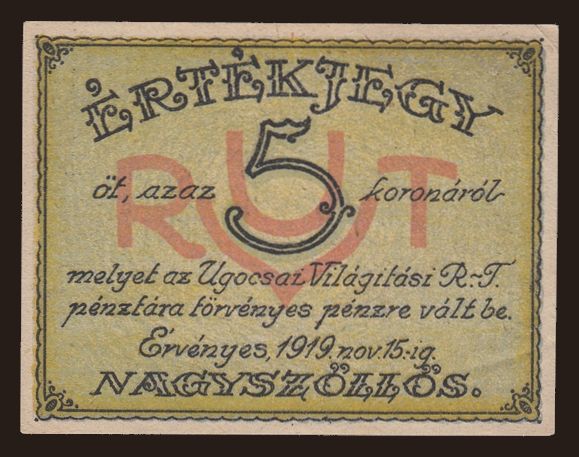 ÉRTÉKJEGY
RUT
öt, azaz 5 koronáról
melyet az Ugocsai Világitási R.-T.
pénztára törvényes pénzre vált be.
Érvényes, 1919. nov. 15-ig.
NAGYSZŐLLŐS.